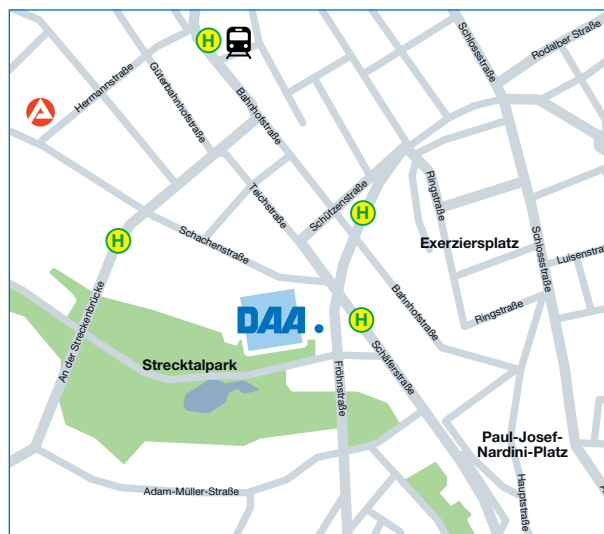 H
Rodalber Straße
Schlossstraße
Hermannstraße
Güterbahnhofstraße
Bahnhofstraße
A
Teichstraße
Schützenstraße
Ringstraße
H
H
Schachenstraße
Exerziersplatz
Schlossstraße
Luisenstraße
An der Streckenbrücke
DAA.
H
Bahnhofstraße
Ringstraße
Strecktalpark
Fröhnstraße
Schäferstraße
Paul-Josef-
Nardini-Platz
Adam-Müller-Straße
Hauptstraße